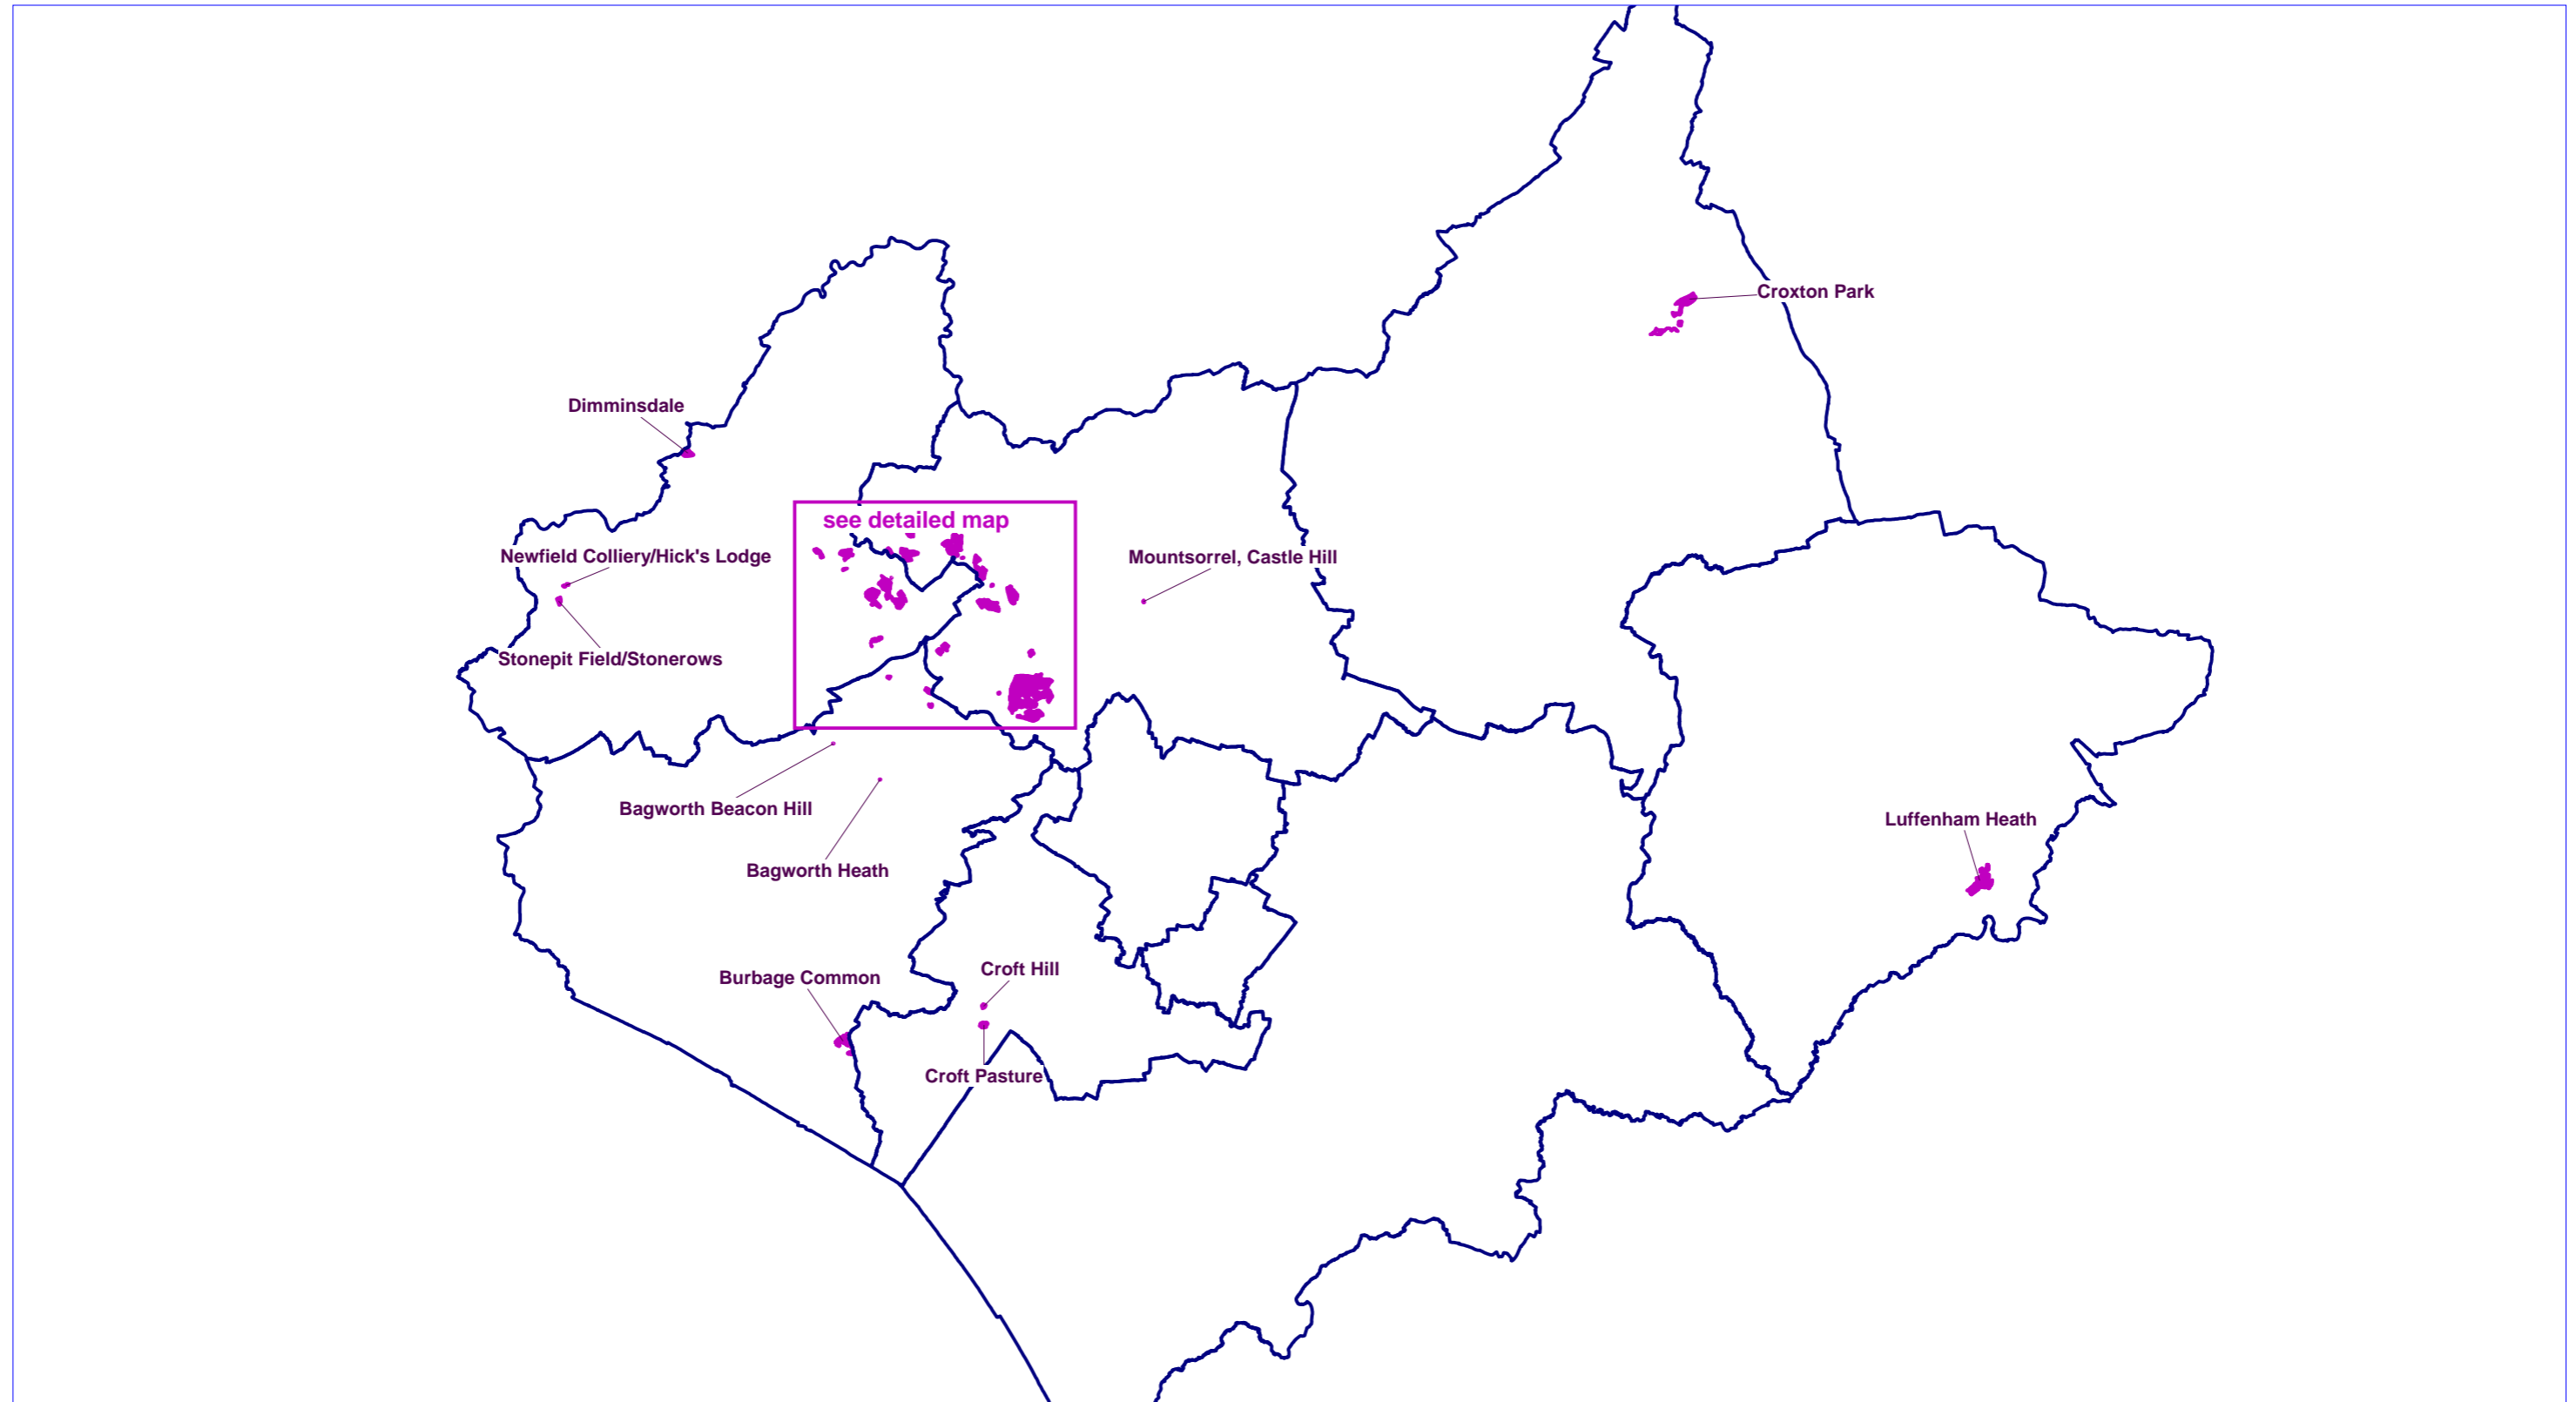 Croxton Park
Dimminsdale
see detailed map
Newfield Colliery/Hick's Lodge
Mountsorrel, Castle Hill
Stonepit Field/Stonerows
Bagworth Beacon Hill
Luffenham Heath
Bagworth Heath
Croft Hill
Burbage Common
Croft Pasture